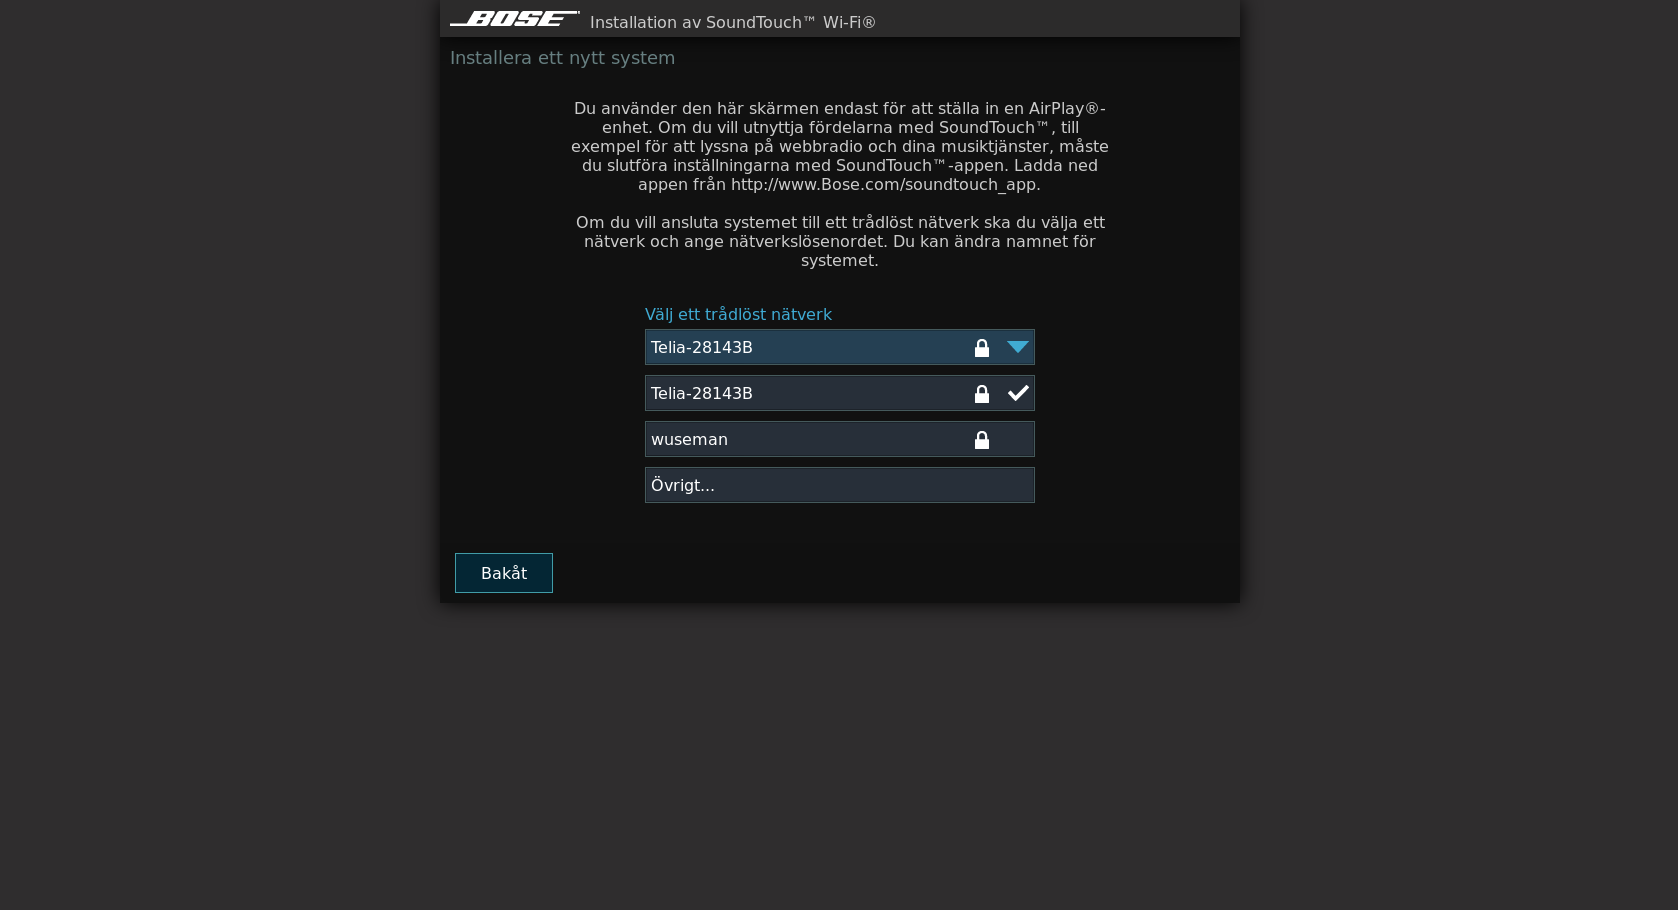 BOSE Installation av SoundTouch™ Wi-Fi®
Installera ett nytt system
Du använder den här skärmen endast för att ställa in en AirPlay®-
enhet. Om du vill utnyttja fördelarna med SoundTouch™, till
exempel för att lyssna på webbradio och dina musiktjänster, måste
du slutföra inställningarna med SoundTouch™-appen. Ladda ned
appen från http://www.Bose.com/soundtouch_app.
Om du vill ansluta systemet till ett trådlöst nätverk ska du välja ett
nätverk och ange nätverkslösenordet. Du kan ändra namnet för
systemet.
Välj ett trådlöst nätverk
Telia-28143B
Telia-28143B
wuseman
Övrigt...
Bakåt